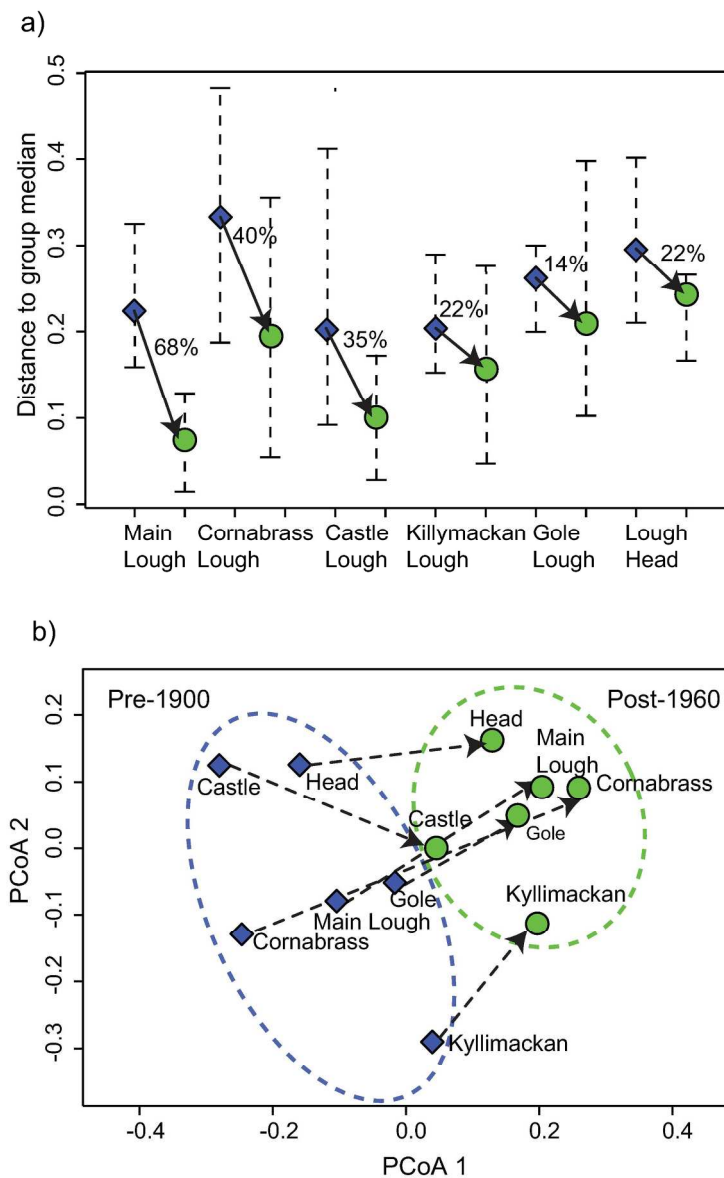 a)
0.5
0.4
0.3
0.2
0.1
0.0
Distance to group median
68%
40%
35%
22%
14%
22%
Main Cornabrass Castle Killymackan Gole Lough
Lough Lough Lough Lough Lough Head
b)
Pre-1900 Post-1960
0.2
0.1
0.0
-0.1
-0.2
-0.3
PCoA 2
Head
Main
Lough
Castle
Head
Cornabrass
Castle
Gole
Gole
Main Lough
Kyllimackan
Cornabrass
Kyllimackan
-0.4 -0.2 0.0 0.2 0.4
PCoA 1